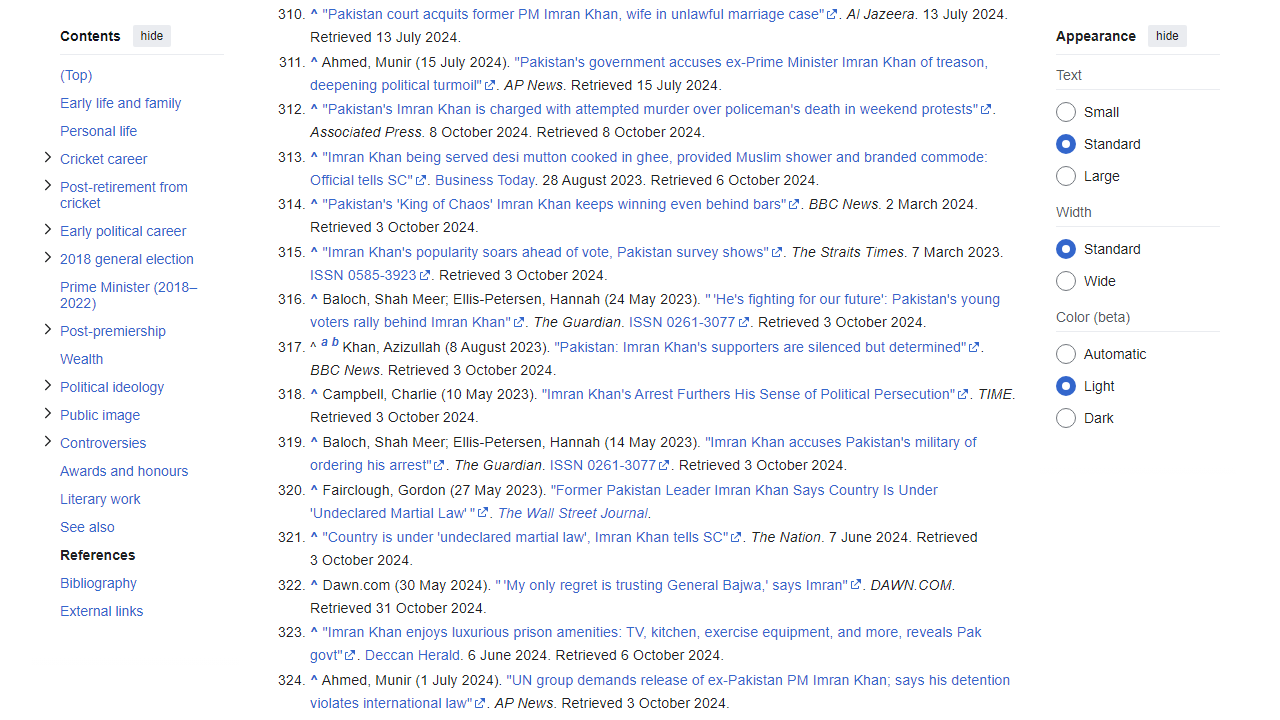 Contents hide
(Top)
Early life and family
Personal life
Cricket career
Post-retirement from
cricket
Early political career
2018 general election
Prime Minister (2018–
2022)
Post-premiership
Wealth
Political ideology
Public image
Controversies
Awards and honours
Literary work
See also
References
Bibliography
External links
310. ^ "Pakistan court acquits former PM Imran Khan, wife in unlawful marriage case". Al Jazeera. 13 July 2024.
Retrieved 13 July 2024.
311. ^ Ahmed, Munir (15 July 2024). "Pakistan's government accuses ex-Prime Minister Imran Khan of treason,
deepening political turmoil". AP News. Retrieved 15 July 2024.
312. ^ "Pakistan's Imran Khan is charged with attempted murder over policeman's death in weekend protests".
Associated Press. 8 October 2024. Retrieved 8 October 2024.
313. ^ "Imran Khan being served desi mutton cooked in ghee, provided Muslim shower and branded commode:
Official tells SC". Business Today. 28 August 2023. Retrieved 6 October 2024.
314. ^ "Pakistan's 'King of Chaos' Imran Khan keeps winning even behind bars". BBC News. 2 March 2024.
Retrieved 3 October 2024.
315. ^ "Imran Khan's popularity soars ahead of vote, Pakistan survey shows". The Straits Times. 7 March 2023.
ISSN 0585-3923. Retrieved 3 October 2024.
316. ^ Baloch, Shah Meer; Ellis-Petersen, Hannah (24 May 2023). " 'He's fighting for our future': Pakistan's young
voters rally behind Imran Khan". The Guardian. ISSN 0261-3077. Retrieved 3 October 2024.
317. ^ a b Khan, Azizullah (8 August 2023). "Pakistan: Imran Khan's supporters are silenced but determined".
BBC News. Retrieved 3 October 2024.
318. ^ Campbell, Charlie (10 May 2023). "Imran Khan's Arrest Furthers His Sense of Political Persecution". TIME.
Retrieved 3 October 2024.
319. ^ Baloch, Shah Meer; Ellis-Petersen, Hannah (14 May 2023). "Imran Khan accuses Pakistan's military of
ordering his arrest". The Guardian. ISSN 0261-3077. Retrieved 3 October 2024.
320. ^ Fairclough, Gordon (27 May 2023). "Former Pakistan Leader Imran Khan Says Country Is Under
'Undeclared Martial Law' ". The Wall Street Journal.
321. ^ "Country is under 'undeclared martial law', Imran Khan tells SC". The Nation. 7 June 2024. Retrieved
3 October 2024.
322. ^ Dawn.com (30 May 2024). " 'My only regret is trusting General Bajwa,' says Imran". DAWN.COM.
Retrieved 31 October 2024.
323. ^ "Imran Khan enjoys luxurious prison amenities: TV, kitchen, exercise equipment, and more, reveals Pak
govt". Deccan Herald. 6 June 2024. Retrieved 6 October 2024.
324. ^ Ahmed, Munir (1 July 2024). "UN group demands release of ex-Pakistan PM Imran Khan; says his detention
violates international law". AP News. Retrieved 3 October 2024.
Appearance hide
Text
Small
Standard
Large
Width
Standard
Wide
Color (beta)
Automatic
Light
Dark